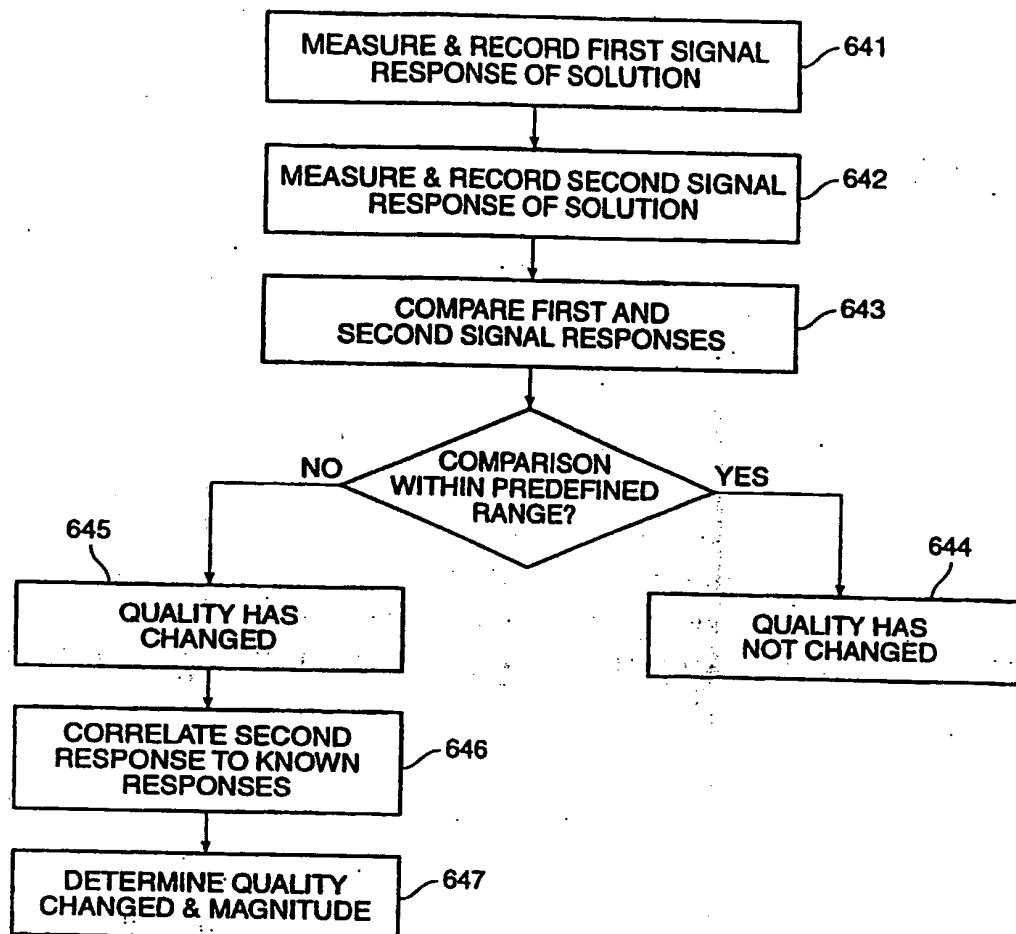 MEASURE & RECORD FIRST SIGNAL
RESPONSE OF SOLUTION
641
MEASURE & RECORD SECOND SIGNAL
RESPONSE OF SOLUTION
642
COMPARE FIRST AND
SECOND SIGNAL RESPONSES
643
COMPARISON
WITHIN PREDEFINED
RANGE?
NO
YES
645
QUALITY HAS
CHANGED
644
QUALITY HAS
NOT CHANGED
CORRELATE SECOND
RESPONSE TO KNOWN
RESPONSES
646
DETERMINE QUALITY
CHANGED & MAGNITUDE
647